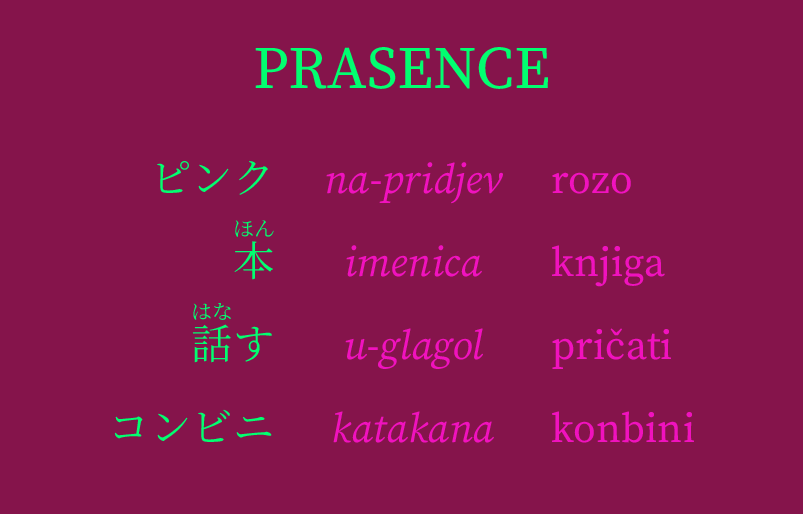 PRASENCE
ピンク na-pridjev rozo
ほん
本 imenica knjiga
はな
話す u-glagol pričati
コンビニ katakana konbini